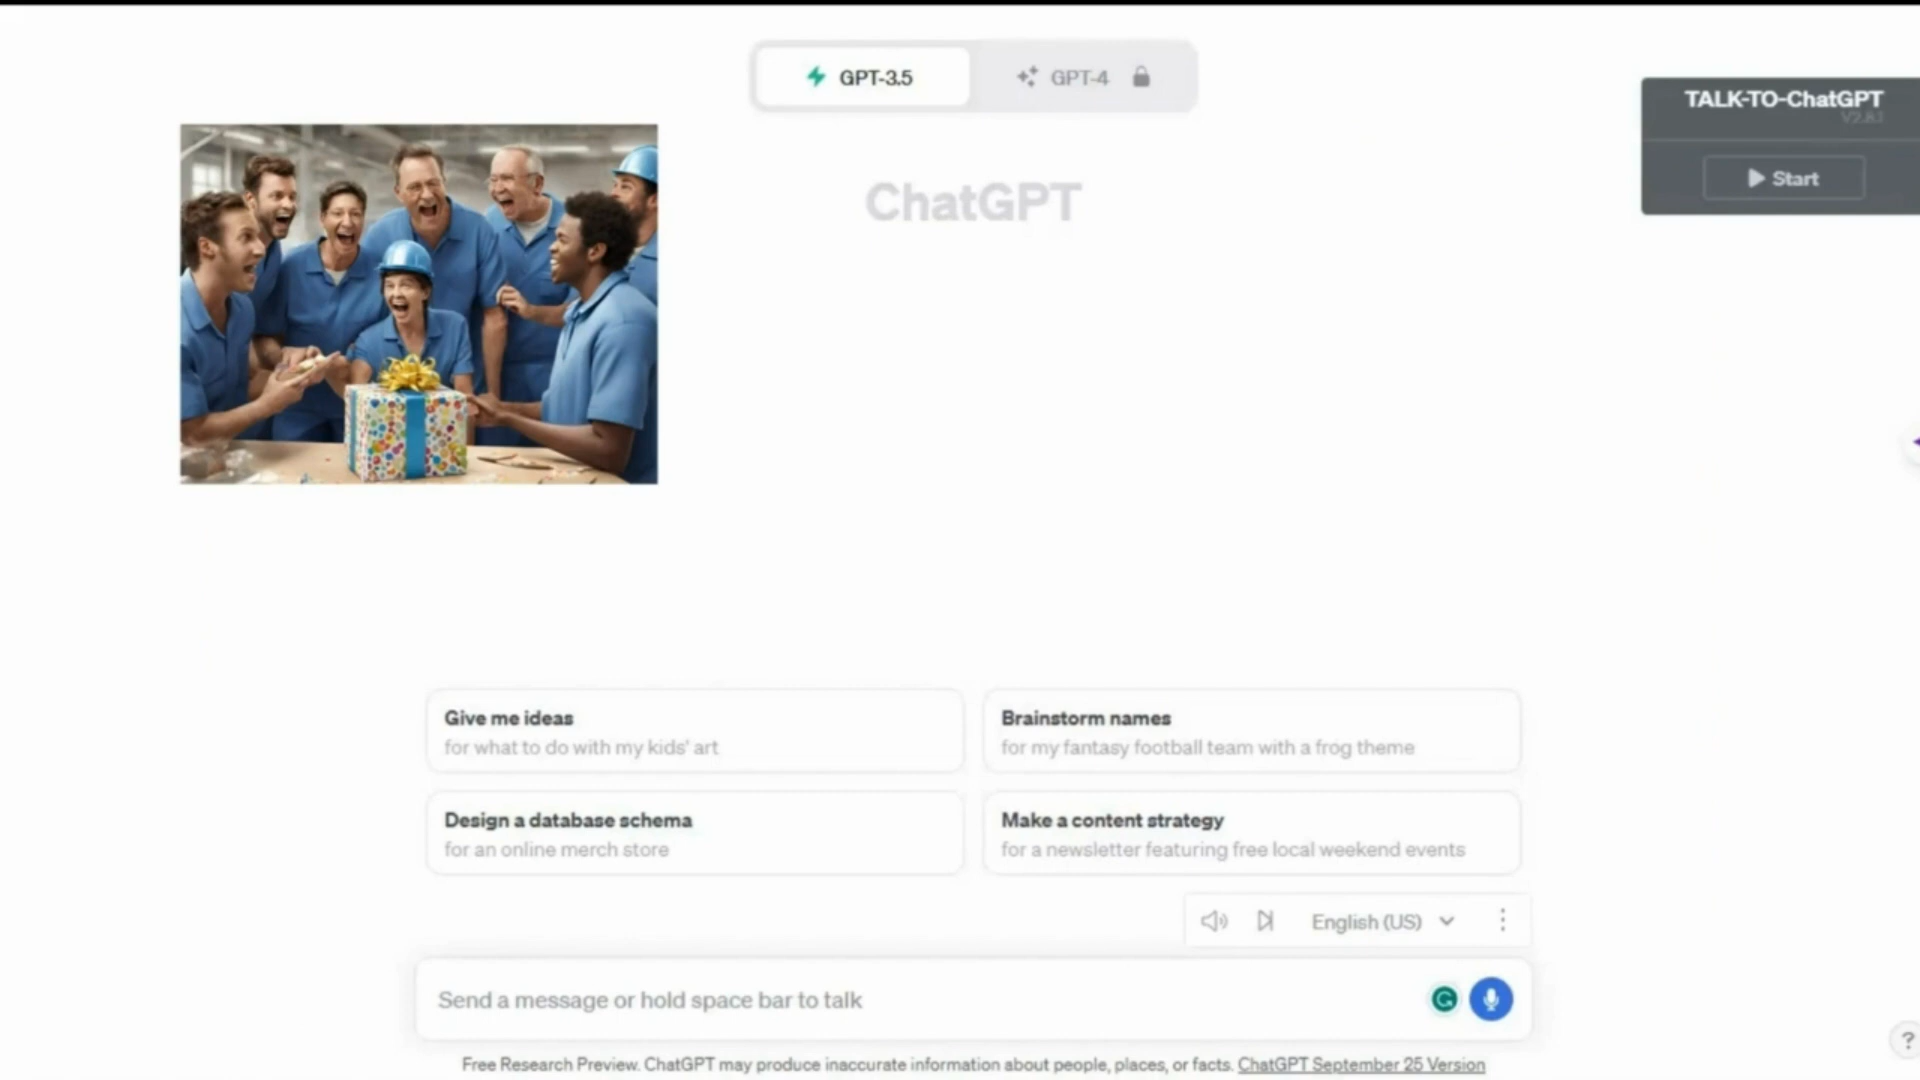 GPT-3.5
GPT-4
TALK-TO-ChatGPT
V2.8.1
Start
ChatGPT
Give me ideas
for what to do with my kids' art
Brainstorm names
for my fantasy football team with a frog theme
Design a database schema
for an online merch store
Make a content strategy
for a newsletter featuring free local weekend events
English (US)
Send a message or hold space bar to talk
Free Research Preview. ChatGPT may produce inaccurate information about people, places, or facts. ChatGPT September 25 Version
?